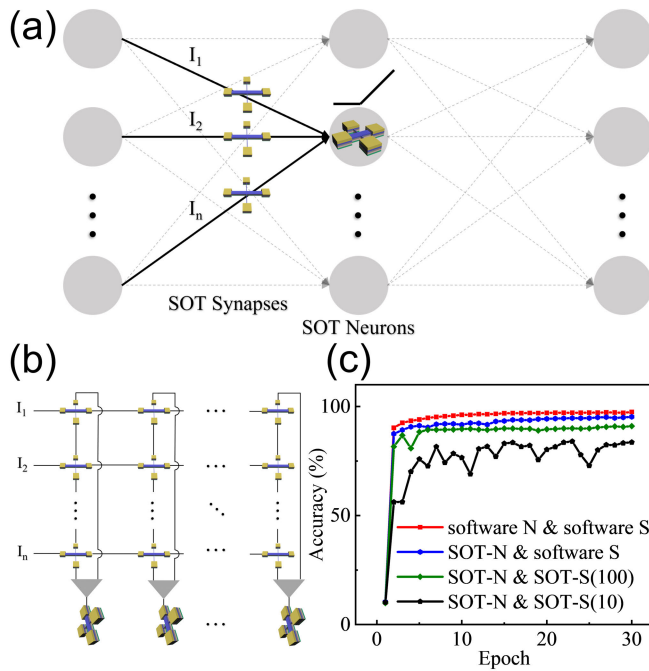 (a)
I₁
I₂
Iₙ
SOT Synapses
SOT Neurons
(b)
I₁
I₂
Iₙ
(c)
Accuracy (%)
100
50
0
software N & software S
SOT-N & software S
SOT-N & SOT-S(100)
SOT-N & SOT-S(10)
0
10
20
30
Epoch